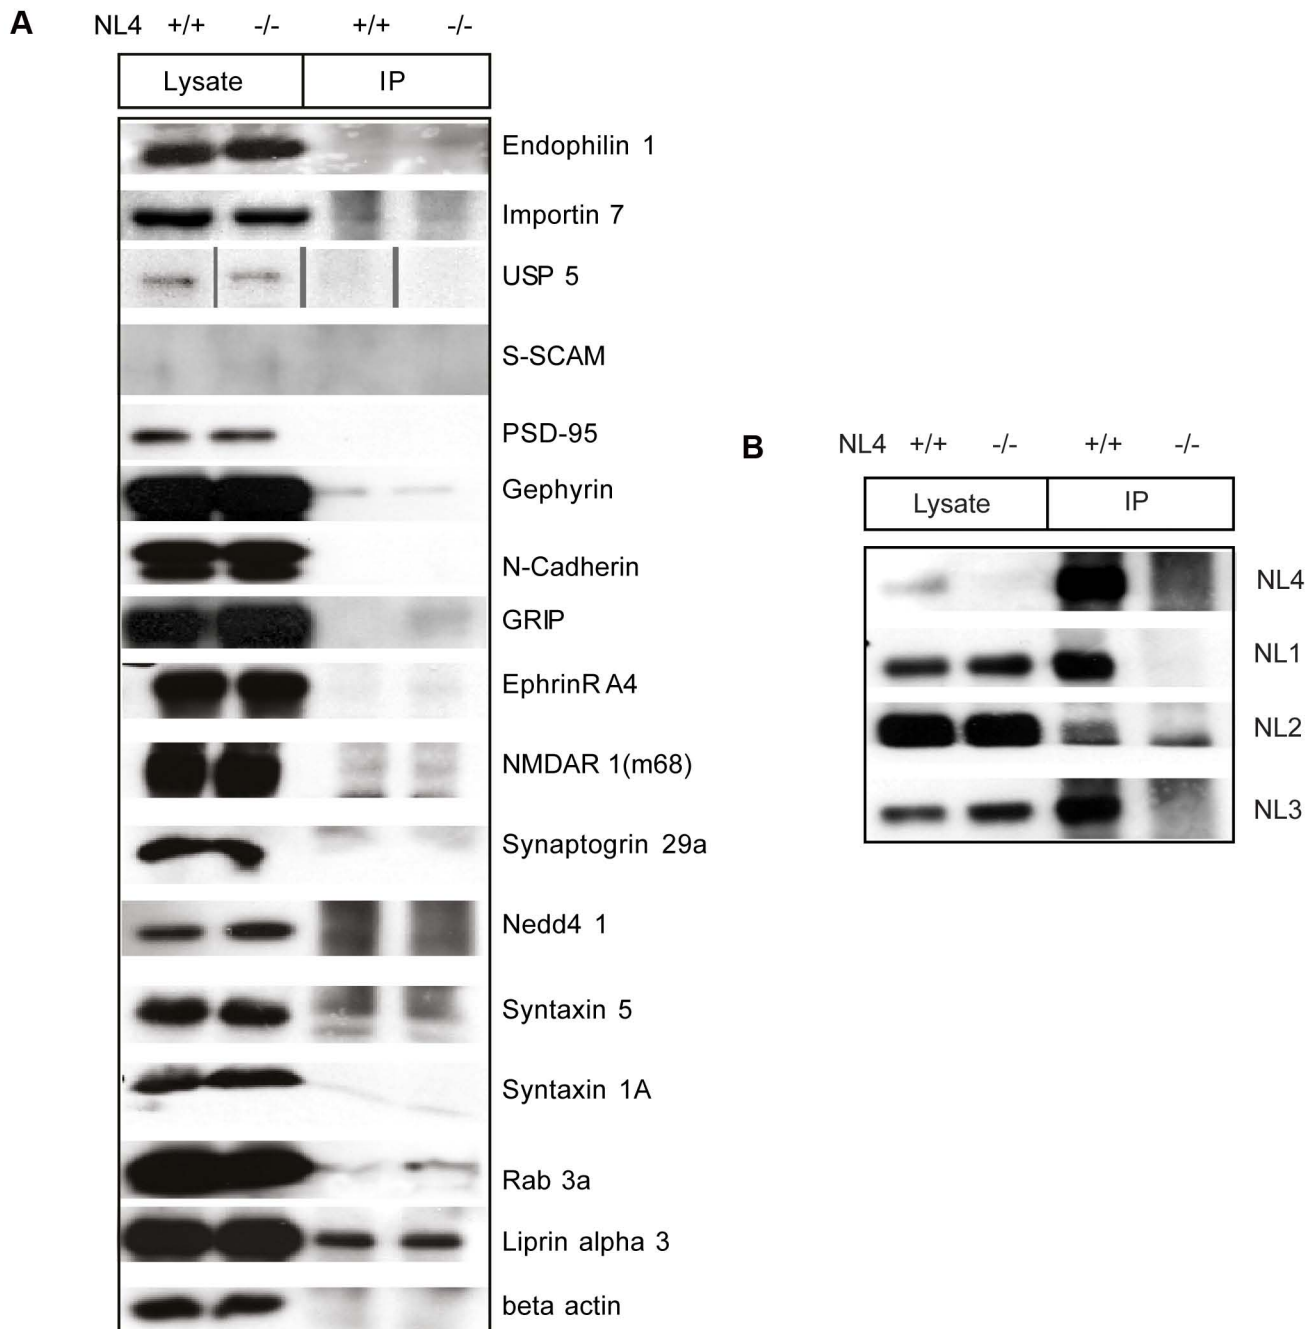 A
NL4 +/+ -/- +/+ -/-
Lysate IP
Endophilin 1
Importin 7
USP 5
S-SCAM
PSD-95
Gephyrin
N-Cadherin
GRIP
EphrinR A4
NMDAR 1(m68)
Synaptogrin 29a
Nedd4 1
Syntaxin 5
Syntaxin 1A
Rab 3a
Liprin alpha 3
beta actin
B
NL4 +/+ -/- +/+ -/-
Lysate IP
NL4
NL1
NL2
NL3